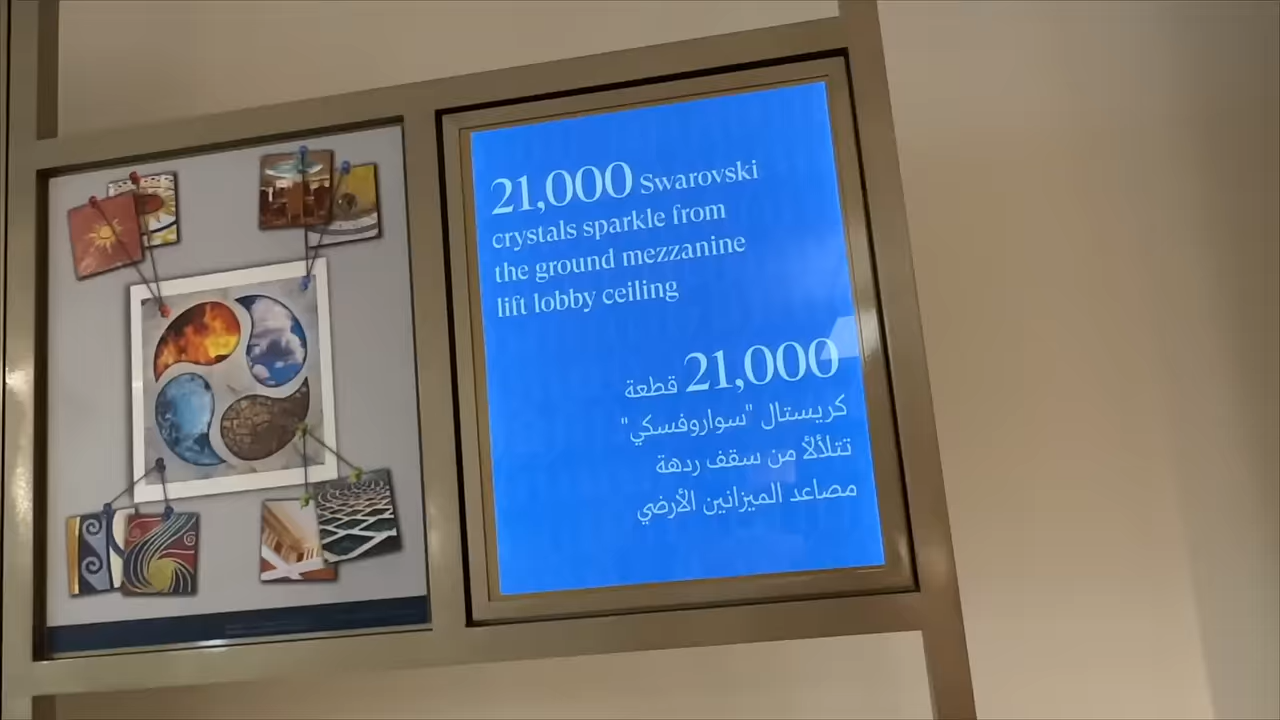 21,000 Swarovski
crystals sparkle from
the ground mezzanine
lift lobby ceiling
21,000 قطعة
كريستال "سواروفسكي"
تتلألأ من سقف ردهة
مصاعد الميزانين الأرضي